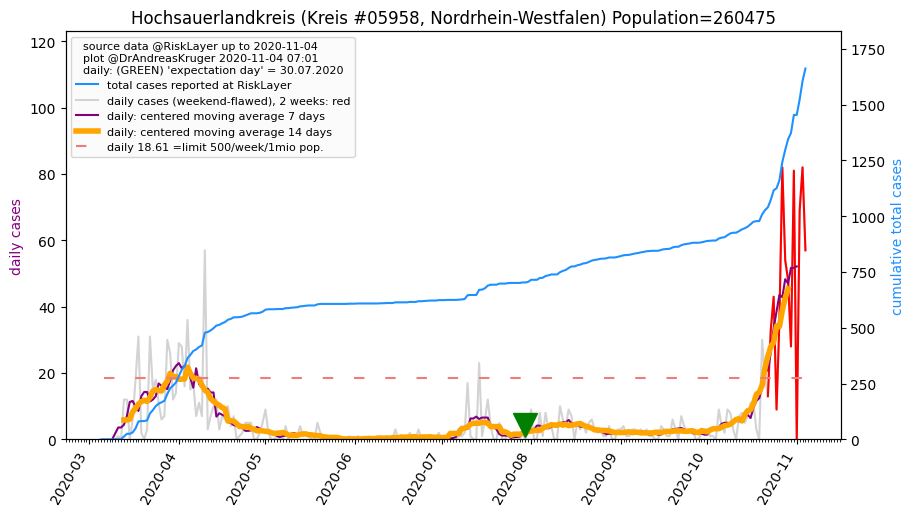 Hochsauerlandkreis (Kreis #05958, Nordrhein-Westfalen) Population=260475
source data @RiskLayer up to 2020-11-04
plot @DrAndreasKruger 2020-11-04 07:01
daily: (GREEN) 'expectation day' = 30.07.2020
total cases reported at RiskLayer
daily cases (weekend-flawed), 2 weeks: red
daily: centered moving average 7 days
daily: centered moving average 14 days
daily 18.61 =limit 500/week/1mio pop.
daily cases
120
100
80
60
40
20
0
cumulative total cases
1750
1500
1250
1000
750
500
250
0
2020-03
2020-04
2020-05
2020-06
2020-07
2020-08
2020-09
2020-10
2020-11